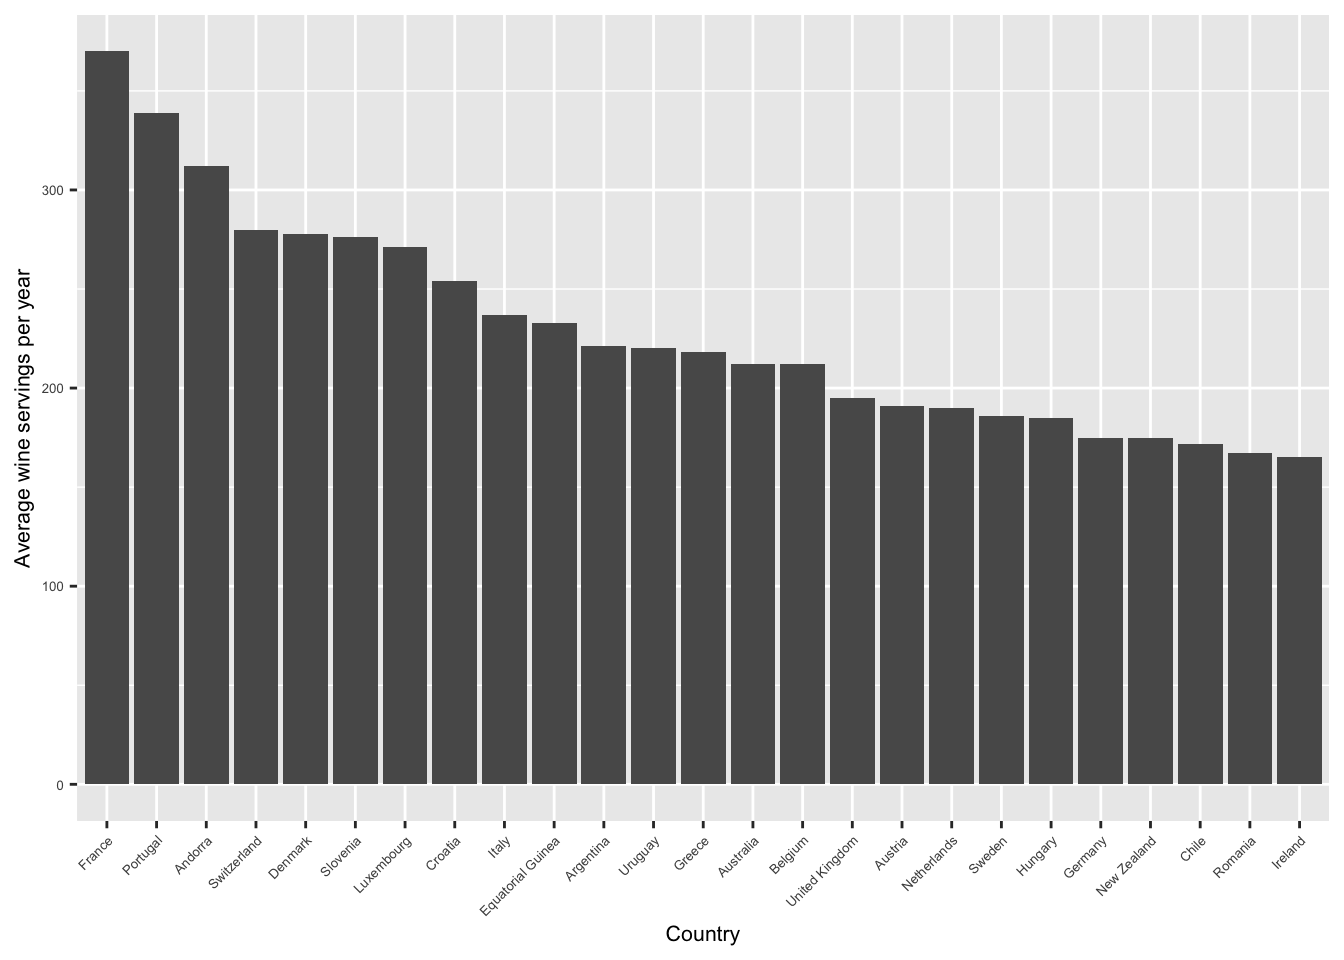 Average wine servings per year
300
200
100
0
France
Portugal
Andorra
Switzerland
Denmark
Slovenia
Luxembourg
Croatia
Italy
Equatorial Guinea
Argentina
Uruguay
Greece
Australia
Belgium
United Kingdom
Austria
Netherlands
Sweden
Hungary
Germany
New Zealand
Chile
Romania
Ireland
Country